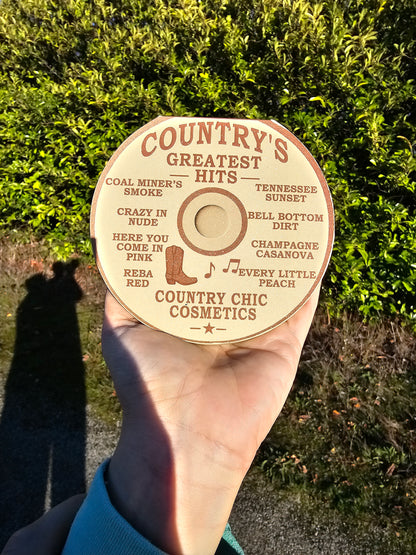 COUNTRY'S
GREATEST
HITS
COAL MINER'S
SMOKE
TENNESSEE
SUNSET
CRAZY IN
NUDE
BELL BOTTOM
DIRT
HERE YOU
COME IN
PINK
CHAMPAGNE
CASANOVA
REBA
RED
EVERY LITTLE
PEACH
COUNTRY CHIC
COSMETICS